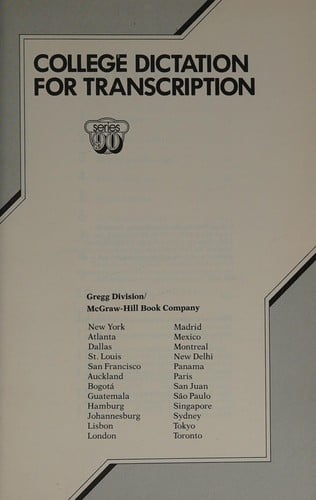 COLLEGE DICTATION
FOR TRANSCRIPTION
series
90
Gregg Division/
McGraw-Hill Book Company
New York
Atlanta
Dallas
St. Louis
San Francisco
Auckland
Bogotá
Guatemala
Hamburg
Johannesburg
Lisbon
London
Madrid
Mexico
Montreal
New Delhi
Panama
Paris
San Juan
São Paulo
Singapore
Sydney
Tokyo
Toronto